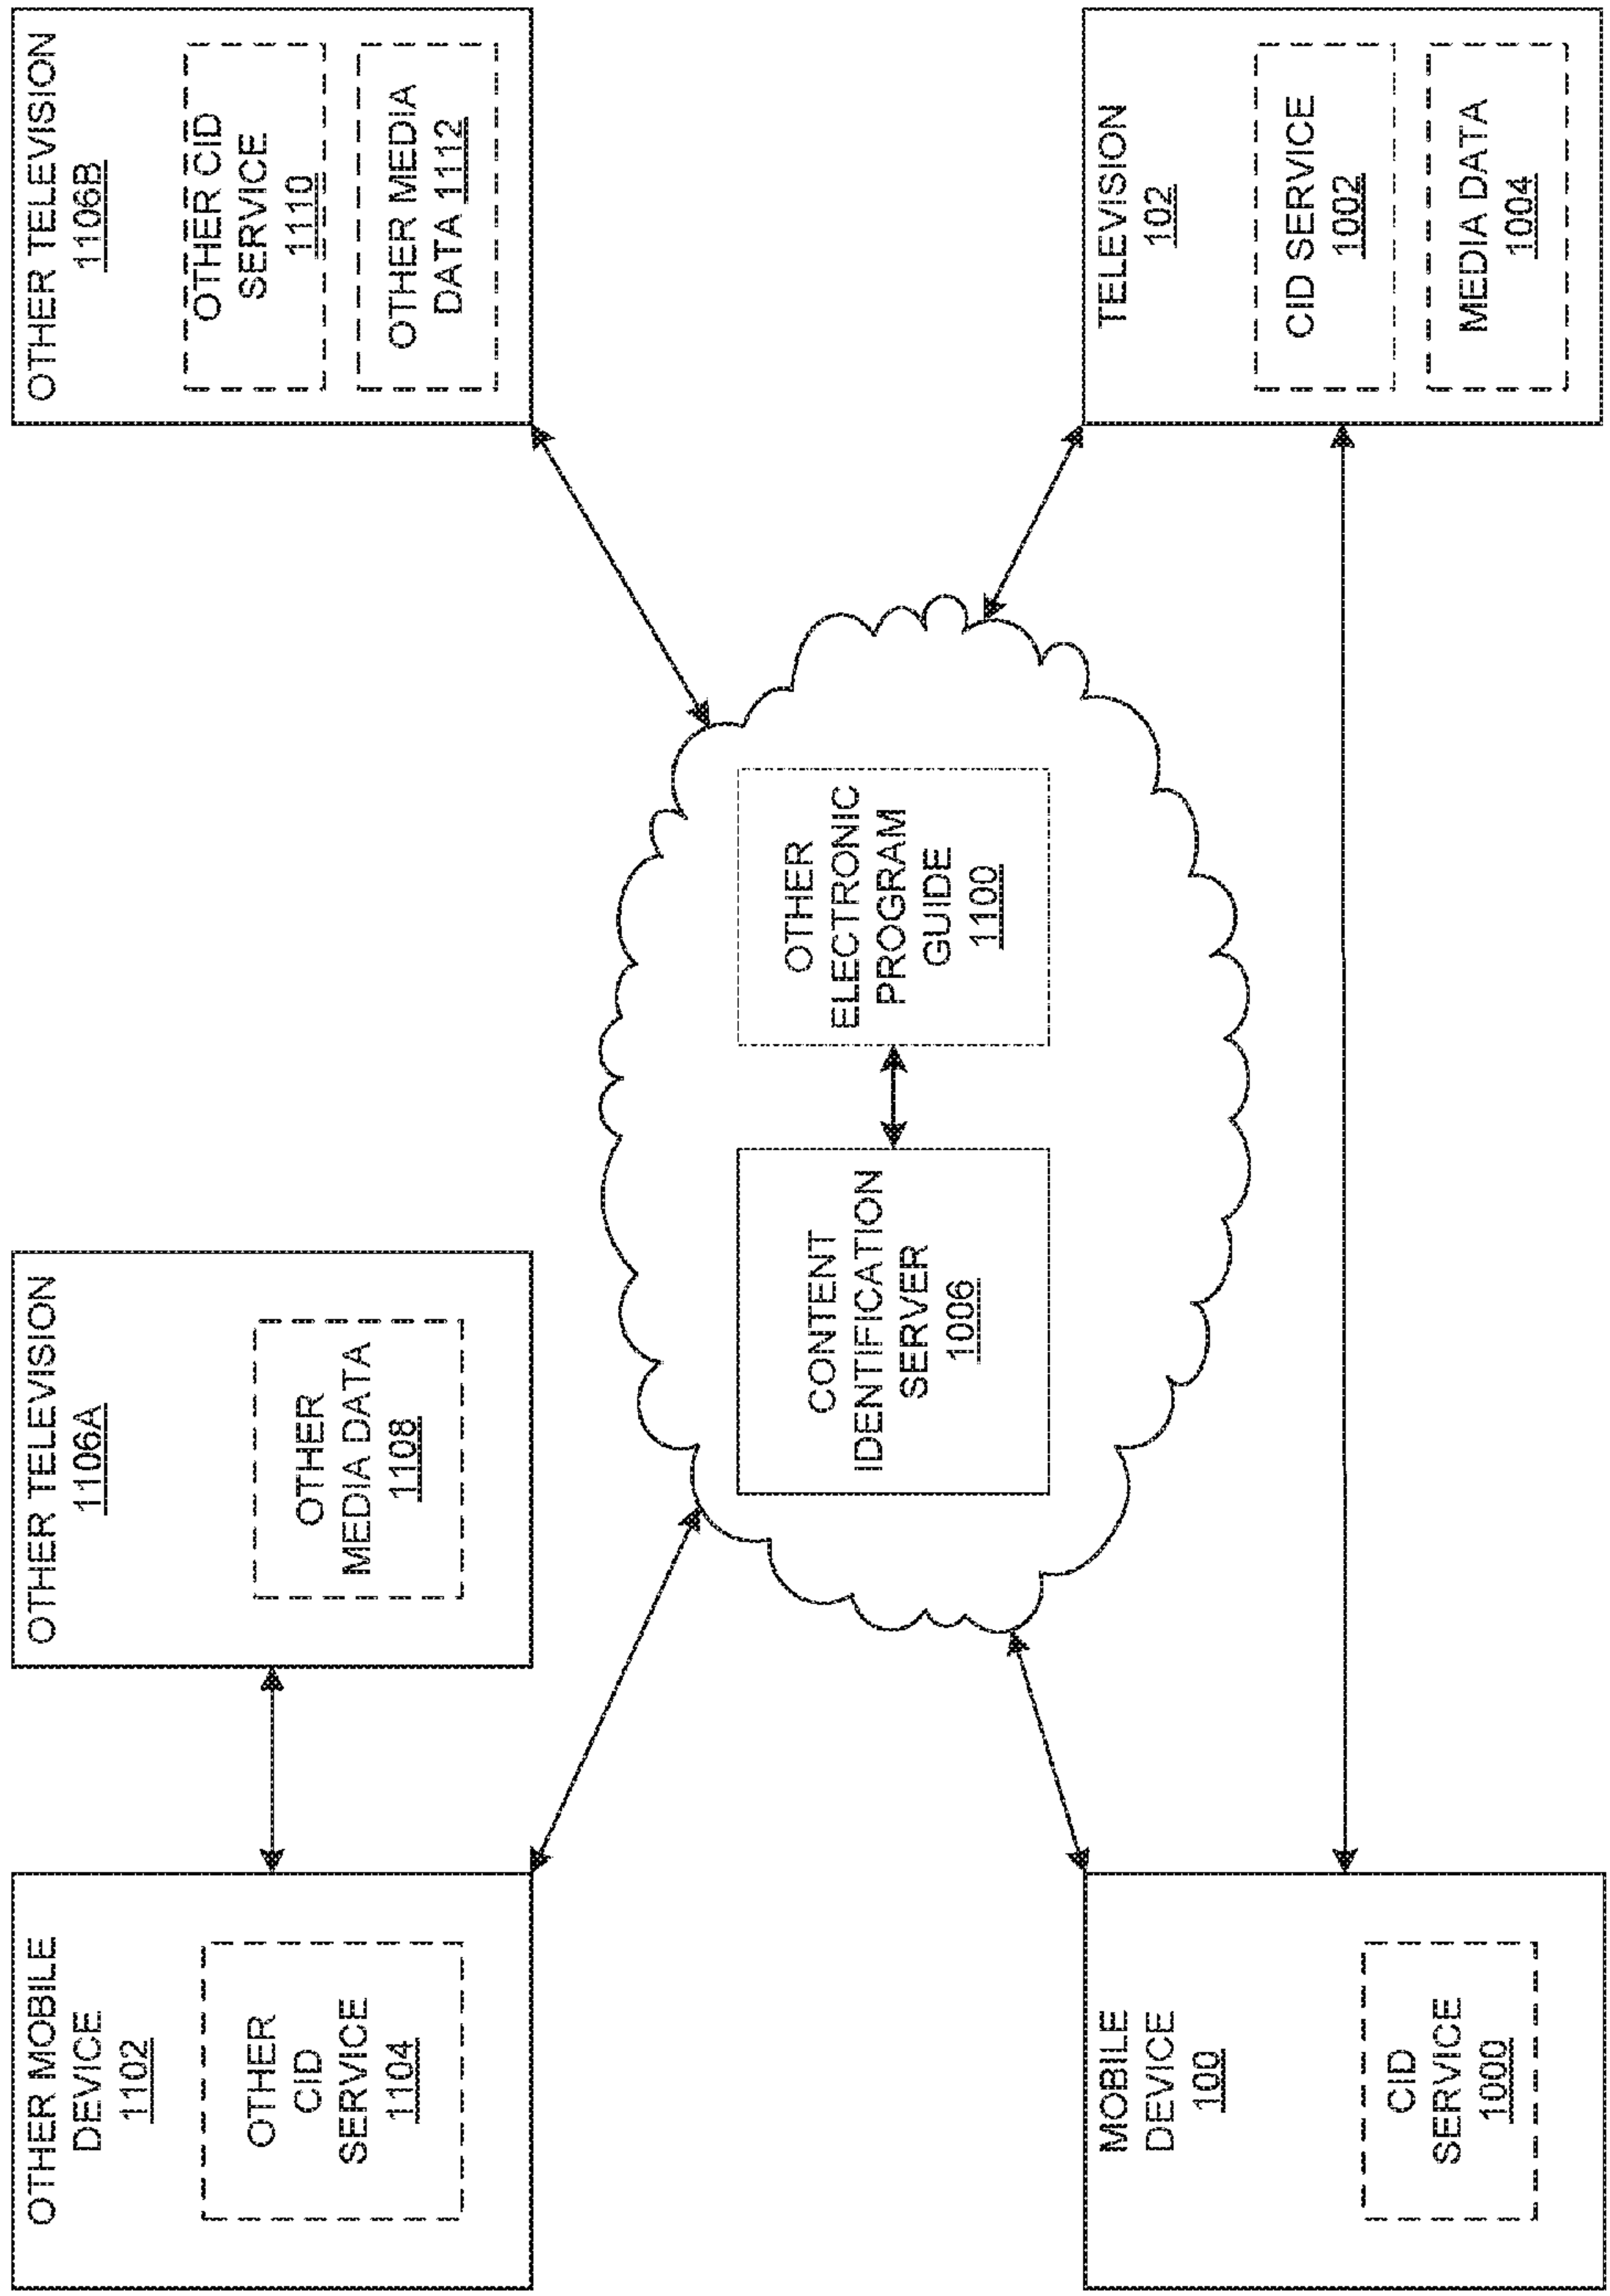 OTHER MOBILE
DEVICE
1102
OTHER
CID
SERVICE
1104
OTHER TELEVISION
1106A
OTHER
MEDIA DATA
1108
OTHER TELEVISION
1106B
OTHER CID
SERVICE
1110
OTHER MEDIA
DATA 1112
CONTENT
IDENTIFICATION
SERVER
1006
OTHER
ELECTRONIC
PROGRAM
GUIDE
1100
MOBILE
DEVICE
100
CID
SERVICE
1000
TELEVISION
102
CID SERVICE
1002
MEDIA DATA
1004